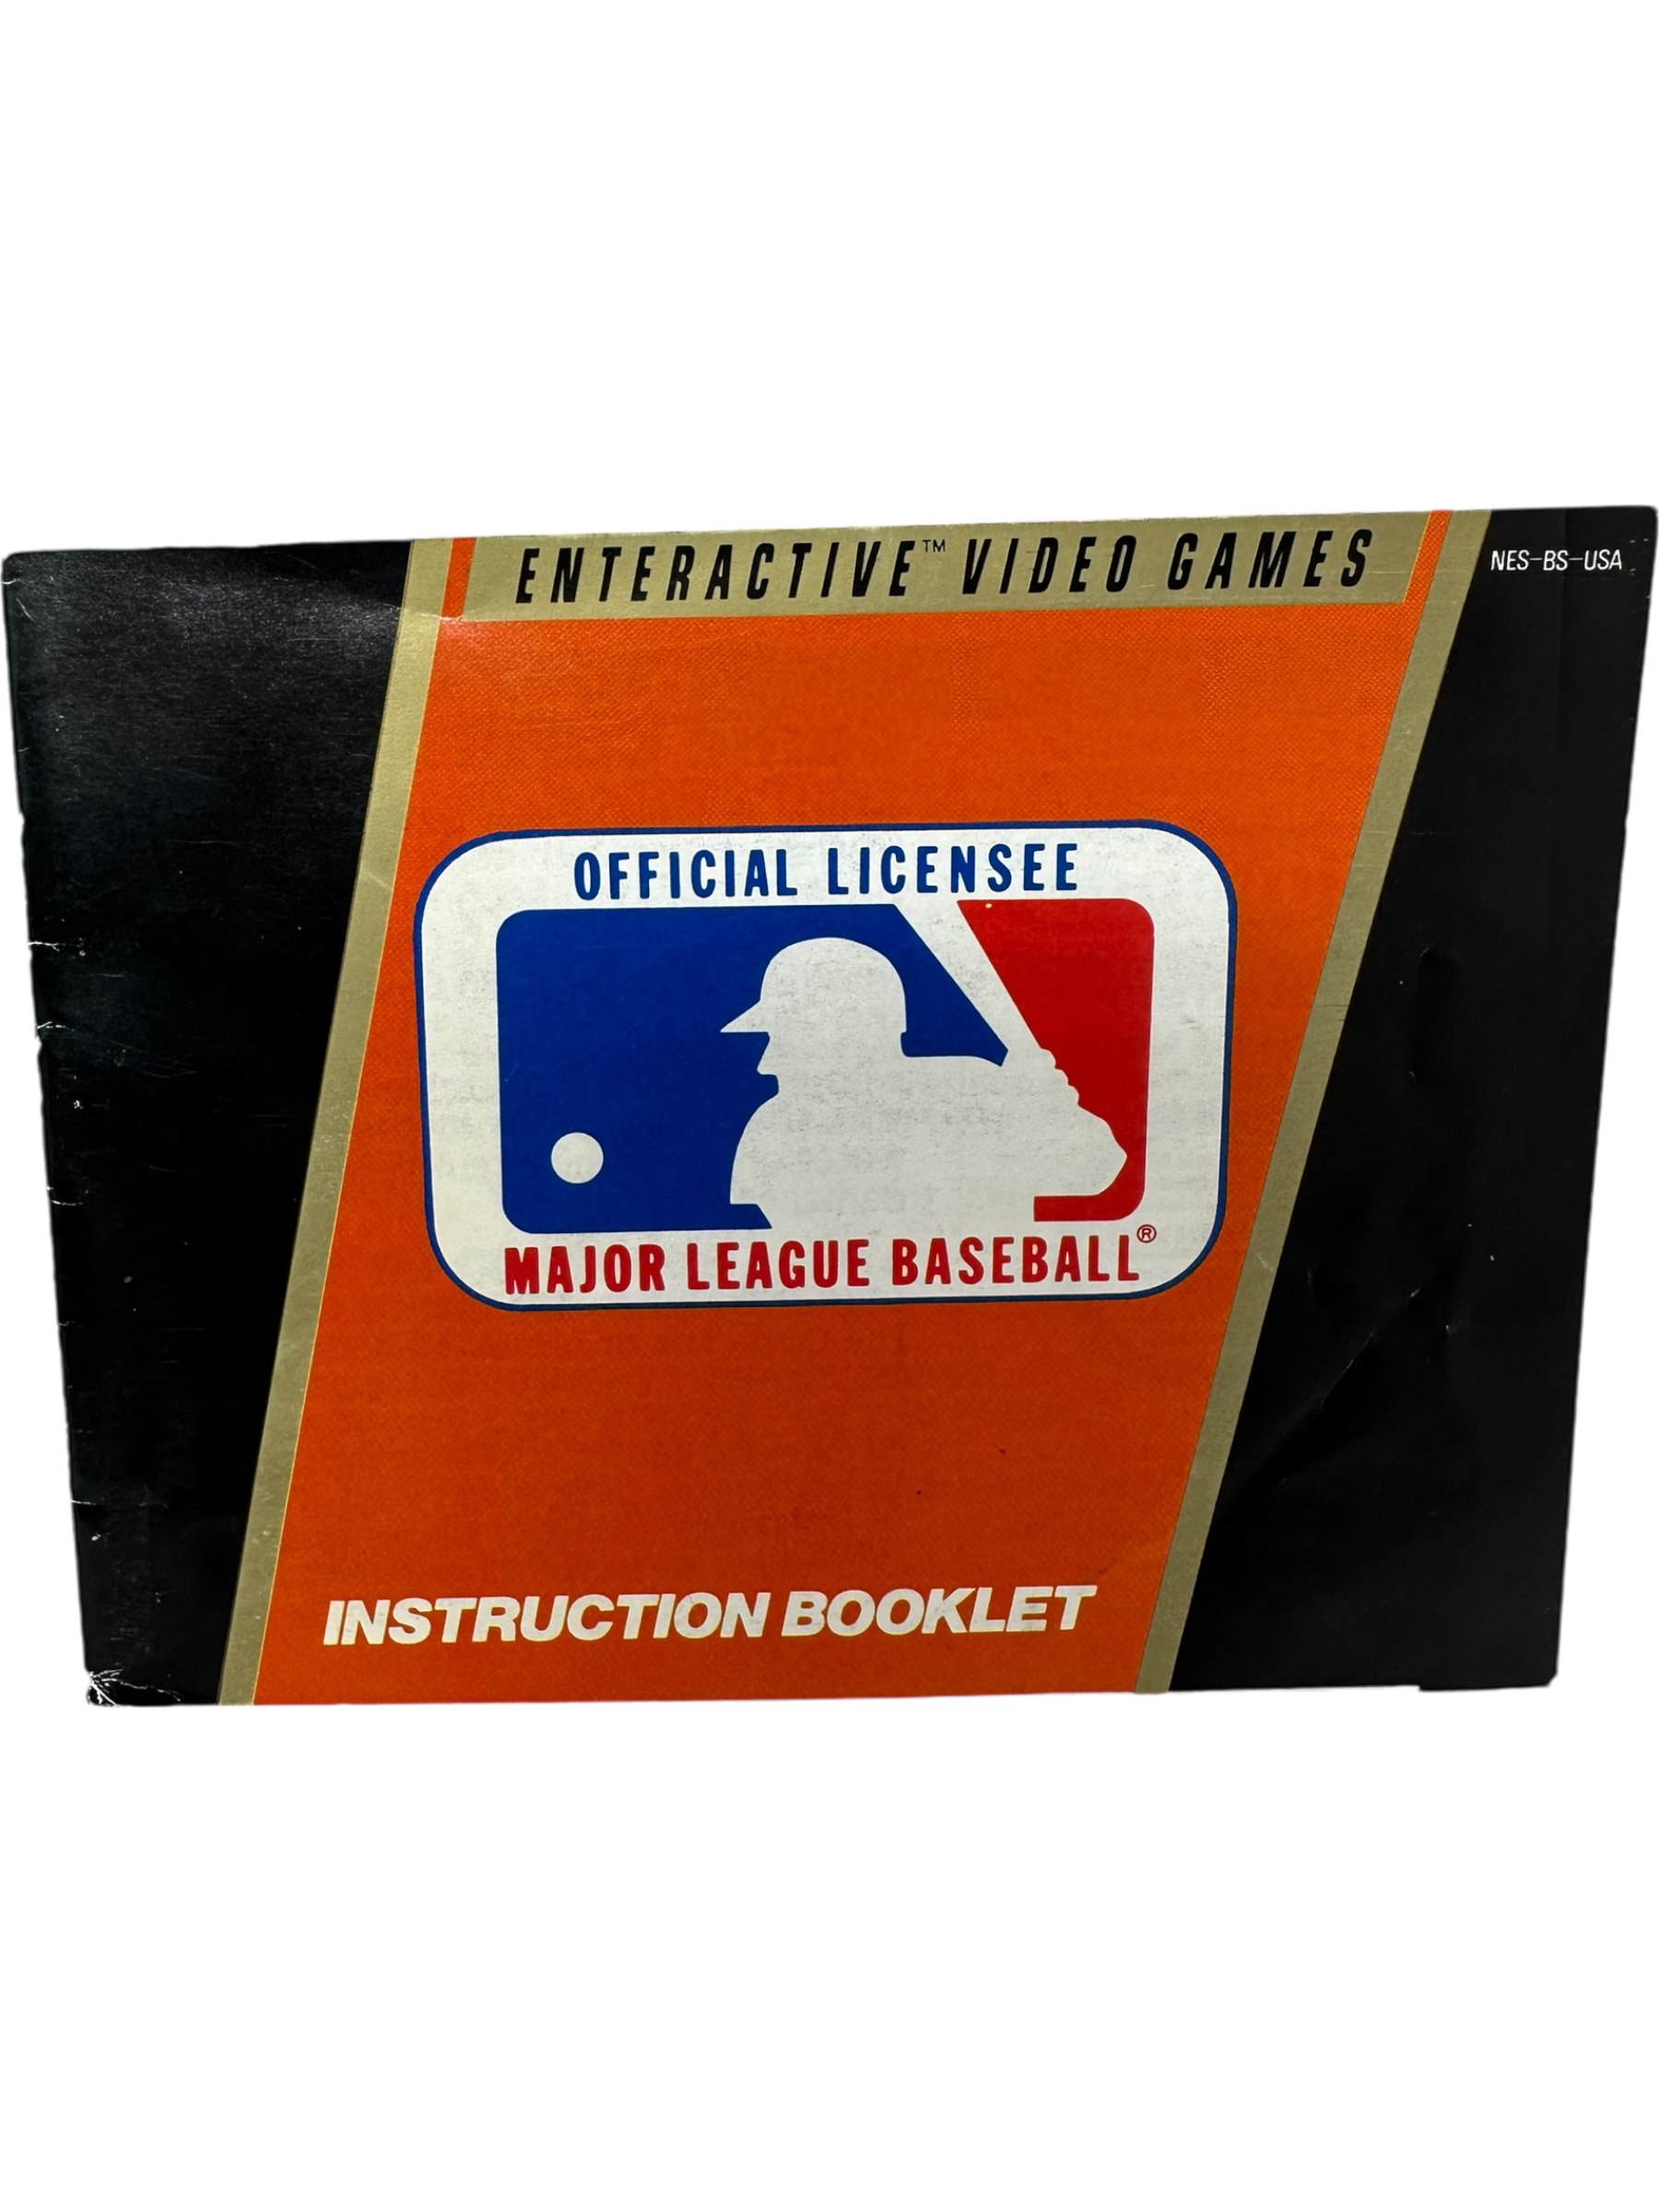 ENTERACTIVE™ VIDEO GAMES
NES-BS-USA
OFFICIAL LICENSEE
MAJOR LEAGUE BASEBALL®
INSTRUCTION BOOKLET